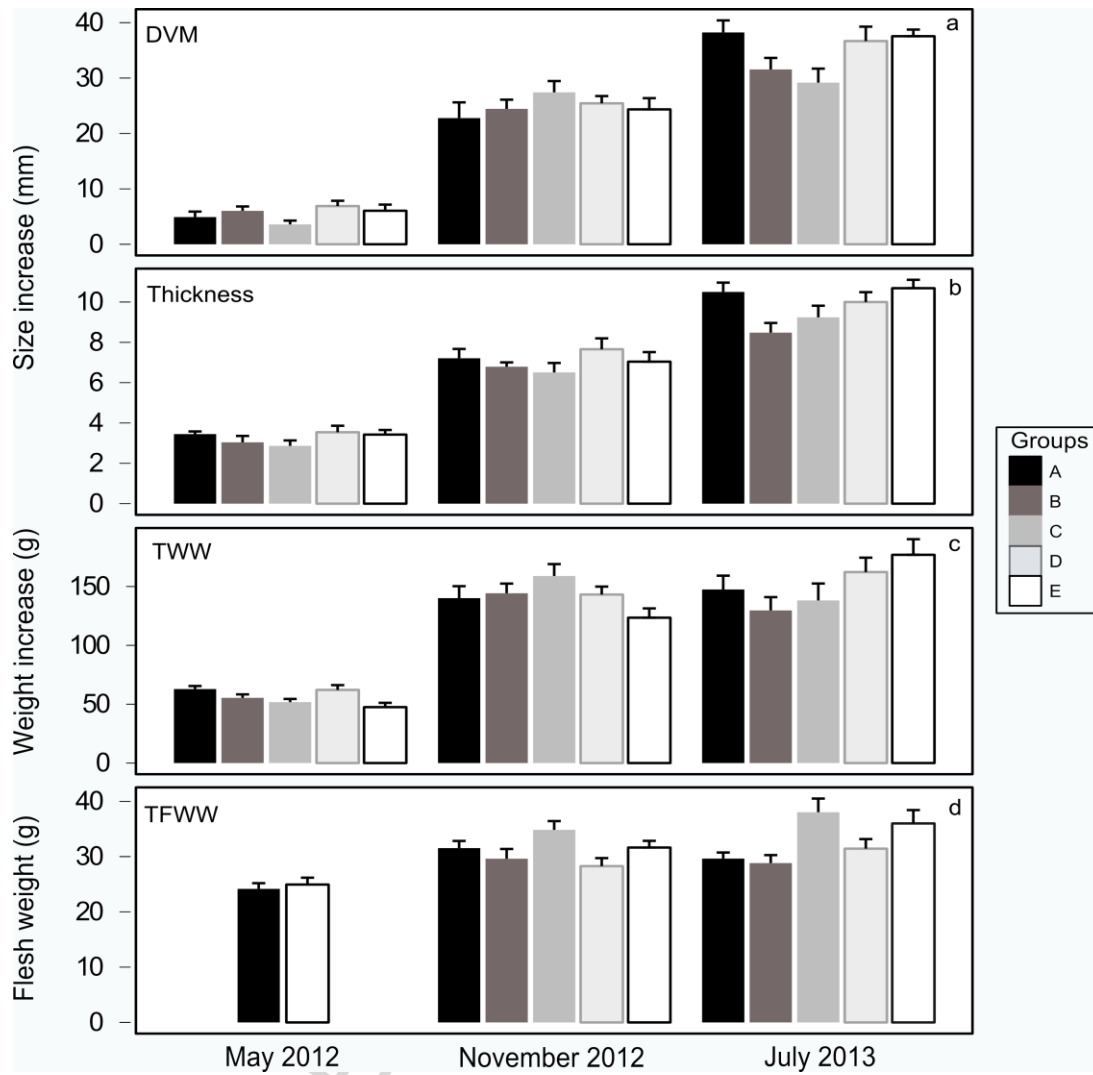 DVM
a
40
30
20
10
0
Size increase (mm)
Thickness
b
10
8
6
4
2
0
Groups
A
B
C
D
E
TWW
c
150
100
50
0
Weight increase (g)
TFWW
d
40
30
20
10
0
Flesh weight (g)
May 2012 November 2012 July 2013